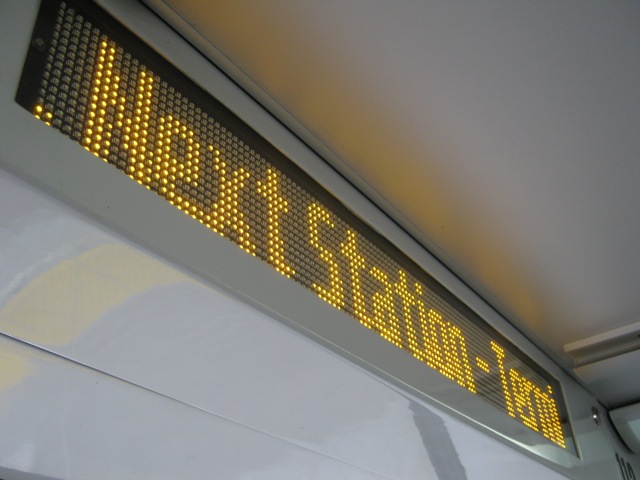 . Next Station - Termi